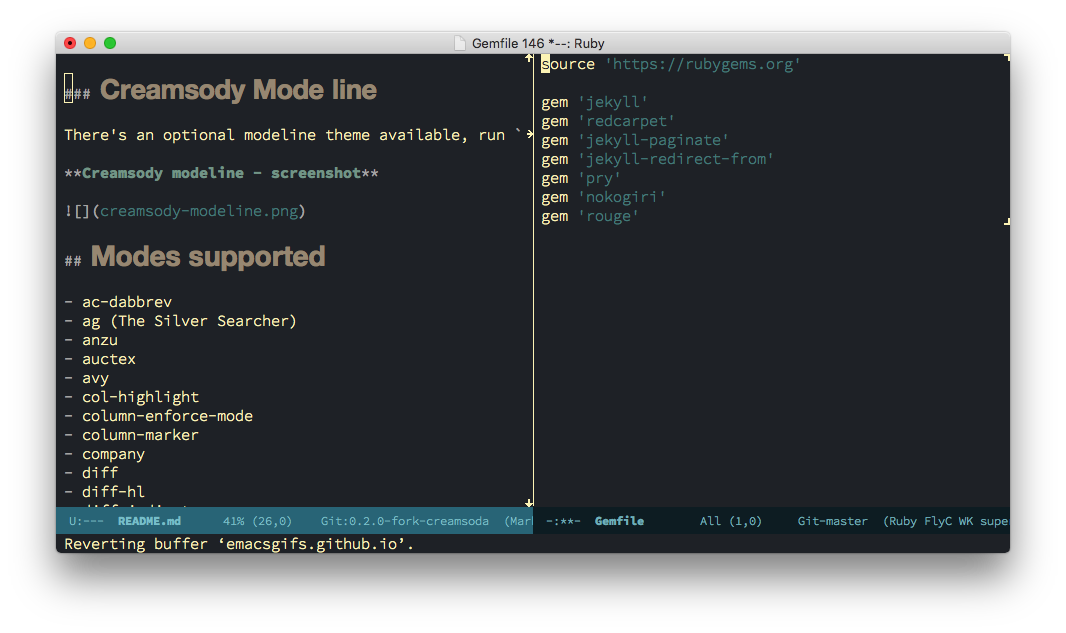 Gemfile 146 *--: Ruby
### Creamsody Mode line
There's an optional modeline theme available, run `
**Creamsody modeline - screenshot**
![](creamsody-modeline.png)
## Modes supported
- ac-dabbrev
- ag (The Silver Searcher)
- anzu
- auctex
- avy
- col-highlight
- column-enforce-mode
- column-marker
- company
- diff
- diff-hl
U:--- README.md 41% (26,0) Git:0.2.0-fork-creamsoda (Mar
source 'https://rubygems.org'
gem 'jekyll'
gem 'redcarpet'
gem 'jekyll-paginate'
gem 'jekyll-redirect-from'
gem 'pry'
gem 'nokogiri'
gem 'rouge'
-:**- Gemfile All (1,0) Git-master (Ruby FlyC WK supe
Reverting buffer ‘emacsgifs.github.io’.